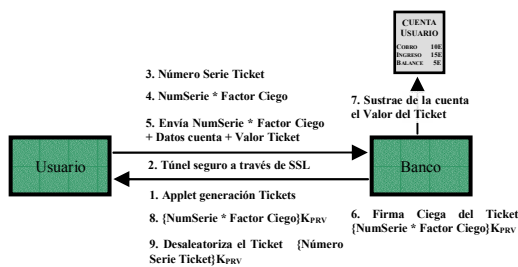 CUENTA
USUARIO
COBRO 10E
INGRESO 15E
BALANCE 5E
3. Número Serie Ticket
4. NumSerie * Factor Ciego
5. Envía NumSerie * Factor Ciego
+ Datos cuenta + Valor Ticket
7. Sustrae de la cuenta
el Valor del Ticket
Usuario
2. Túnel seguro a través de SSL
Banco
1. Applet generación Tickets
8. {NumSerie * Factor Ciego}KPRV
9. Desaleatoriza el Ticket {Número
Serie Ticket}KPRV
6. Firma Ciega del Ticket
{NumSerie * Factor Ciego}KPRV